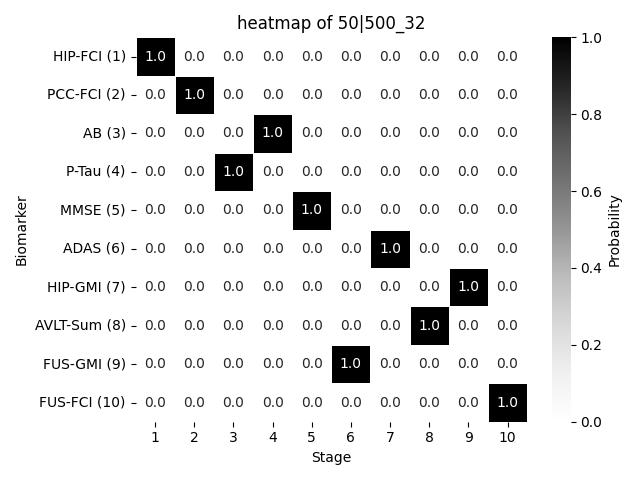 heatmap of 50|500_32
HIP-FCI (1) 1.0 0.0 0.0 0.0 0.0 0.0 0.0 0.0 0.0 0.0
PCC-FCI (2) 0.0 1.0 0.0 0.0 0.0 0.0 0.0 0.0 0.0 0.0
AB (3) 0.0 0.0 0.0 1.0 0.0 0.0 0.0 0.0 0.0 0.0
P-Tau (4) 0.0 0.0 1.0 0.0 0.0 0.0 0.0 0.0 0.0 0.0
MMSE (5) 0.0 0.0 0.0 0.0 1.0 0.0 0.0 0.0 0.0 0.0
ADAS (6) 0.0 0.0 0.0 0.0 0.0 0.0 1.0 0.0 0.0 0.0
HIP-GMI (7) 0.0 0.0 0.0 0.0 0.0 0.0 0.0 0.0 1.0 0.0
AVLT-Sum (8) 0.0 0.0 0.0 0.0 0.0 0.0 0.0 1.0 0.0 0.0
FUS-GMI (9) 0.0 0.0 0.0 0.0 0.0 1.0 0.0 0.0 0.0 0.0
FUS-FCI (10) 0.0 0.0 0.0 0.0 0.0 0.0 0.0 0.0 0.0 1.0
1 2 3 4 5 6 7 8 9 10
Stage
Biomarker
1.0
0.8
0.6
0.4
0.2
0.0
Probability